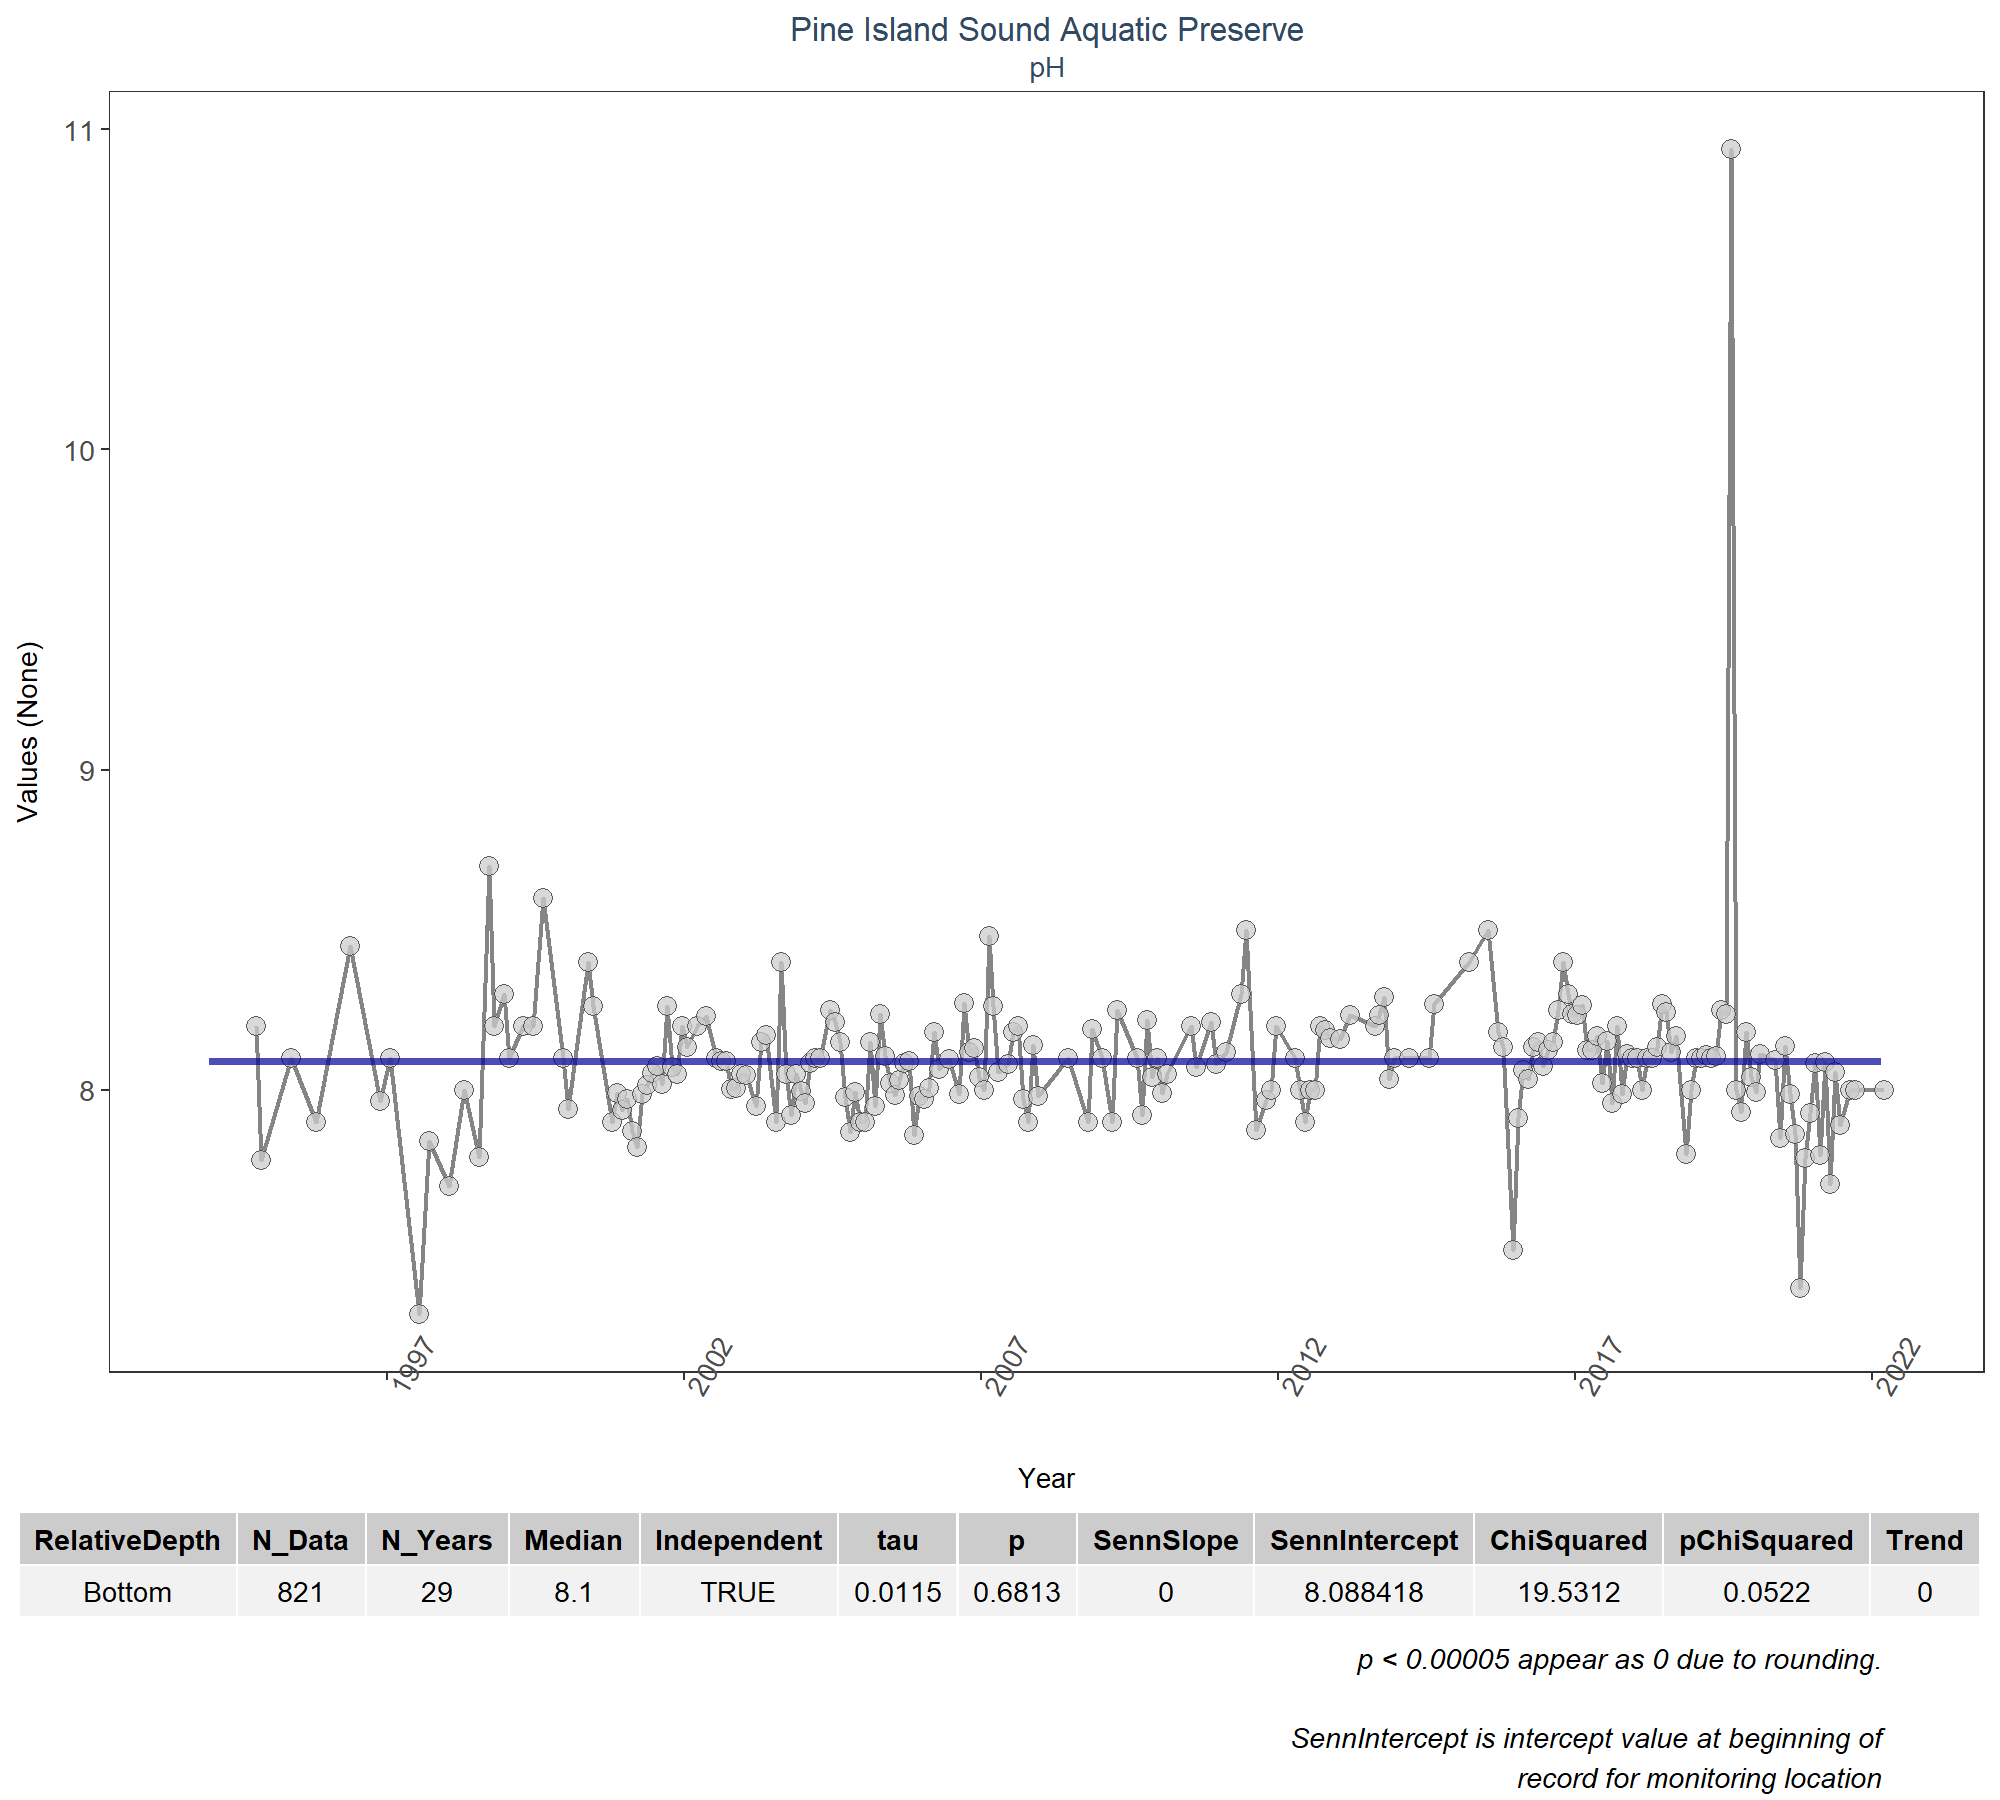 Pine Island Sound Aquatic Preserve
pH
11
10
9
8
Values (None)
1997
2002
2007
2012
2017
2022
Year
RelativeDepth N_Data N_Years Median Independent tau p SennSlope SennIntercept ChiSquared pChiSquared Trend
Bottom 821 29 8.1 TRUE 0.0115 0.6813 0 8.088418 19.5312 0.0522 0
p < 0.00005 appear as 0 due to rounding.
SennIntercept is intercept value at beginning of
record for monitoring location